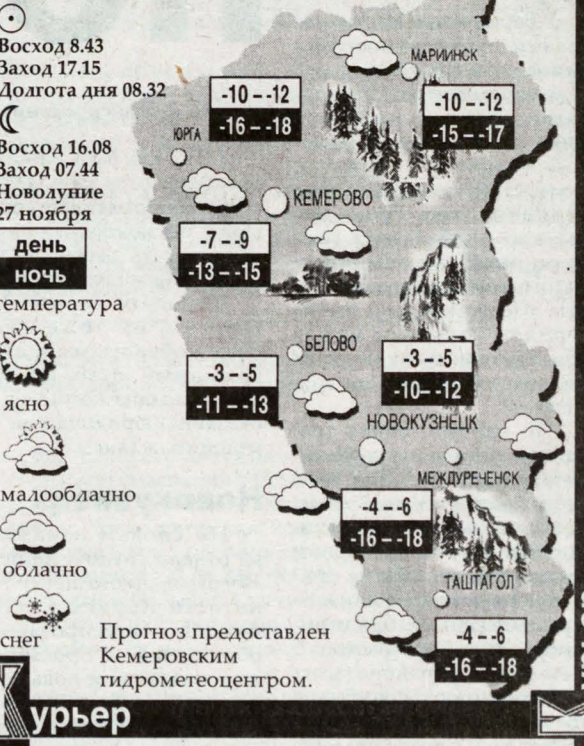 Восход 8.43
Заход 17.15
Долгота дня 08.32
Восход 16.08
Заход 07.44
Новолуние
27 ноября
день
ночь
температура
ясно
малооблачно
облачно
снег
МАРИИНСК
-10 – -12
-15 – -17
-10 – -12
-16 – -18
ЮРГА
КЕМЕРОВО
-7 – -9
-13 – -15
БЕЛОВО
-3 – -5
-11 – -13
-3 – -5
-10– -12
НОВОКУЗНЕЦК
МЕЖДУРЕЧЕНСК
-4 – -6
-16 – -18
ТАШТАГОЛ
-4 – -6
-16 – -18
Прогноз предоставлен
Кемеровским
гидрометеоцентром.
Курьер